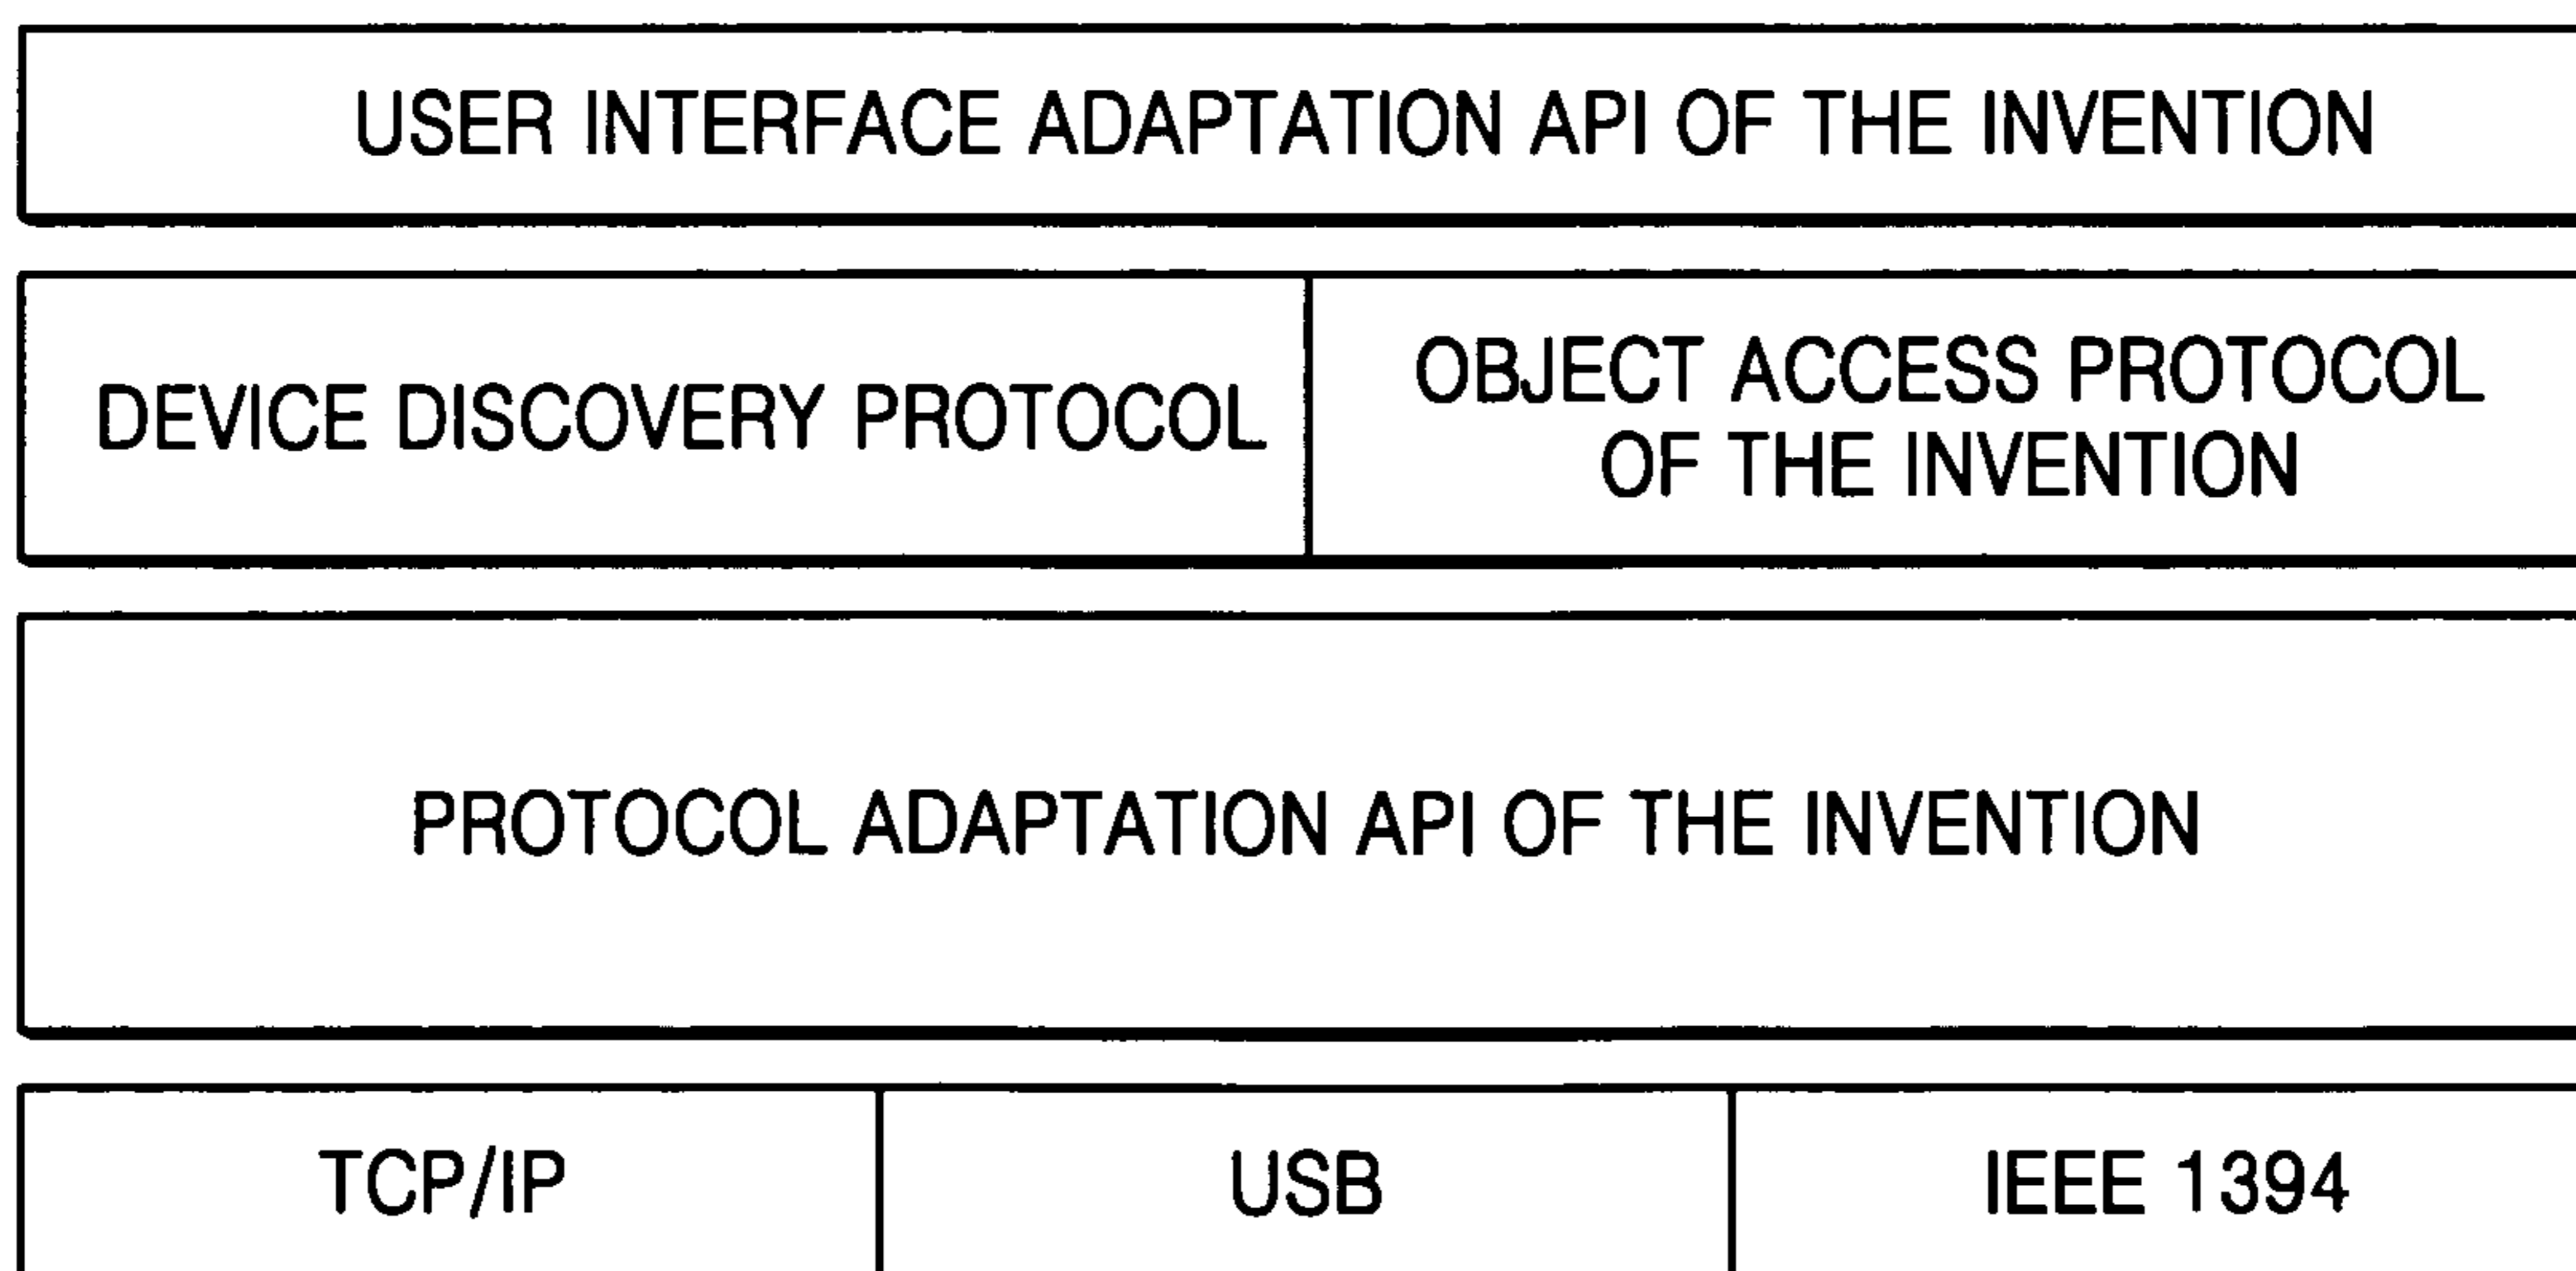 USER INTERFACE ADAPTATION API OF THE INVENTION
DEVICE DISCOVERY PROTOCOL
OBJECT ACCESS PROTOCOL
OF THE INVENTION
PROTOCOL ADAPTATION API OF THE INVENTION
TCP/IP
USB
IEEE 1394